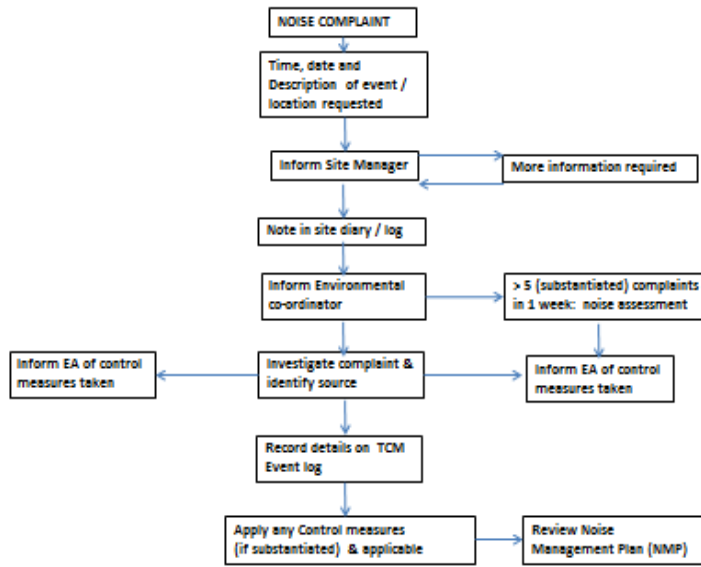 NOISE COMPLAINT
Time, date and
Description of event /
location requested
Inform Site Manager
More information required
Note in site diary / log
Inform Environmental
co-ordinator
> 5 (substantiated) complaints
in 1 week: noise assessment
Inform EA of control
measures taken
Investigate complaint &
identify source
Inform EA of control
measures taken
Record details on TCM
Event log
Apply any Control measures
(if substantiated) & applicable
Review Noise
Management Plan (NMP)